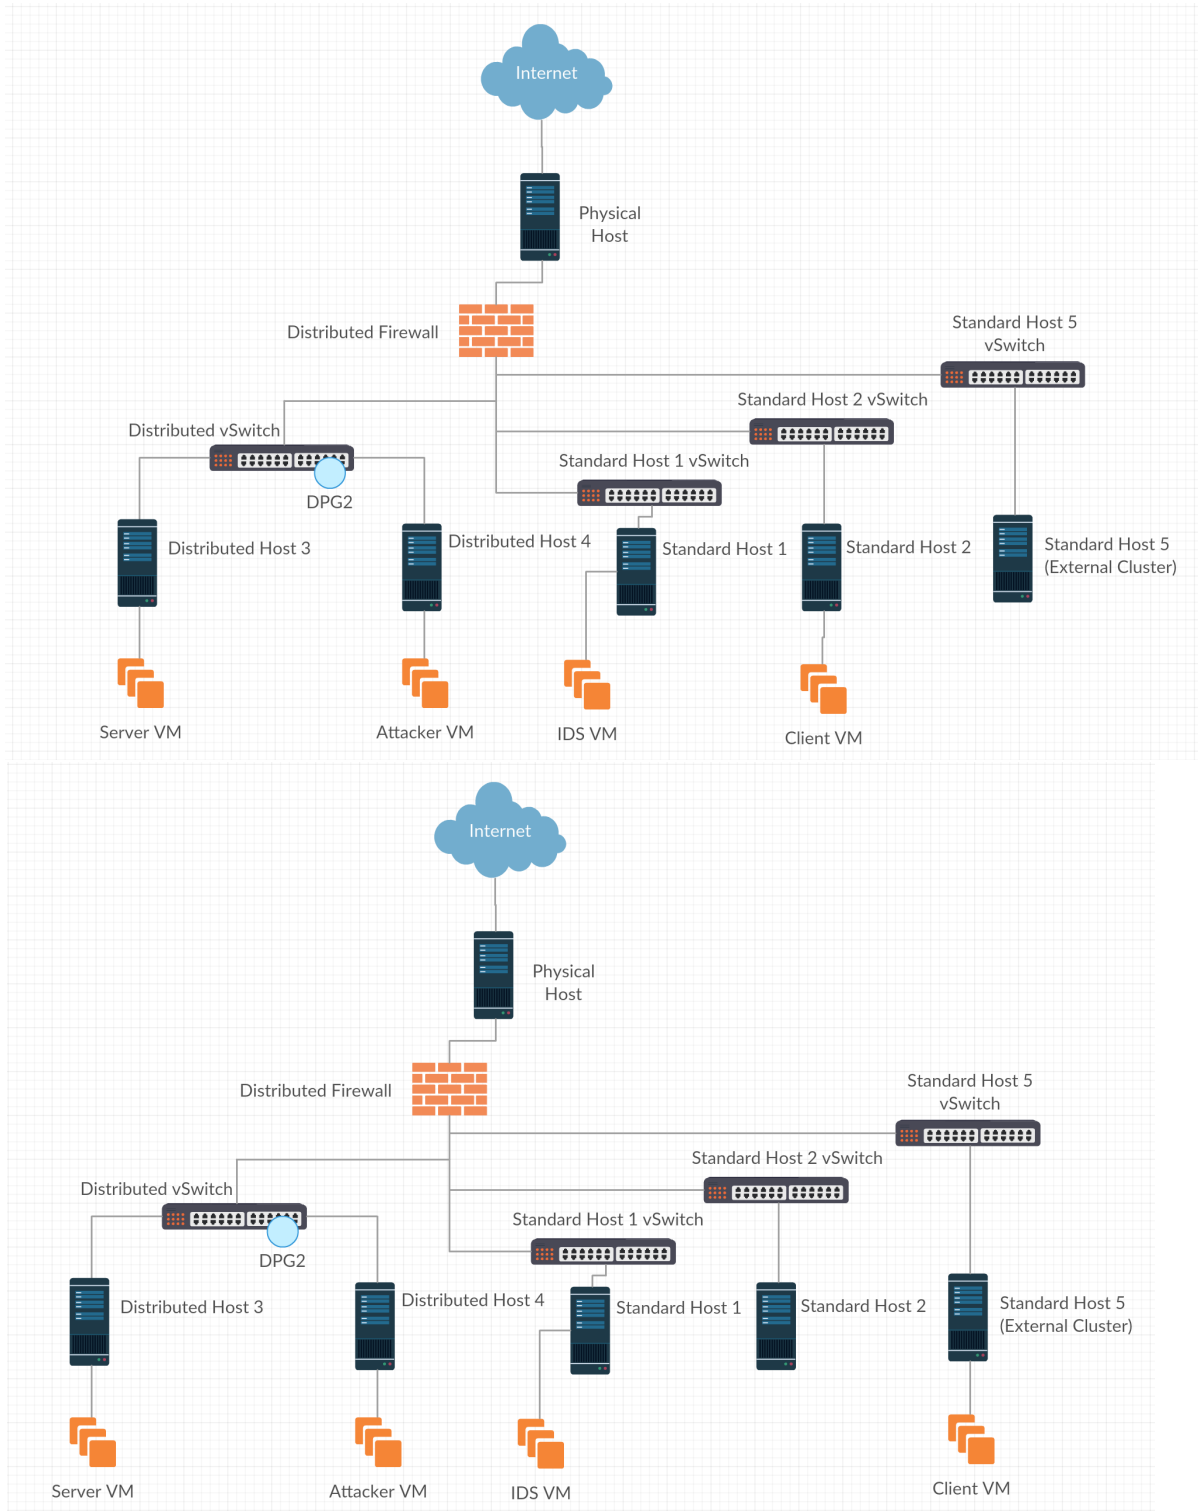 Internet
Physical
Host
Distributed Firewall
Standard Host 5
vSwitch
Standard Host 2 vSwitch
Distributed vSwitch
Standard Host 1 vSwitch
DPG2
Distributed Host 3
Distributed Host 4
Standard Host 1
Standard Host 2
Standard Host 5
(External Cluster)
Server VM
Attacker VM
IDS VM
Client VM
Internet
Physical
Host
Distributed Firewall
Standard Host 5
vSwitch
Standard Host 2 vSwitch
Distributed vSwitch
Standard Host 1 vSwitch
DPG2
Distributed Host 3
Distributed Host 4
Standard Host 1
Standard Host 2
Standard Host 5
(External Cluster)
Server VM
Attacker VM
IDS VM
Client VM